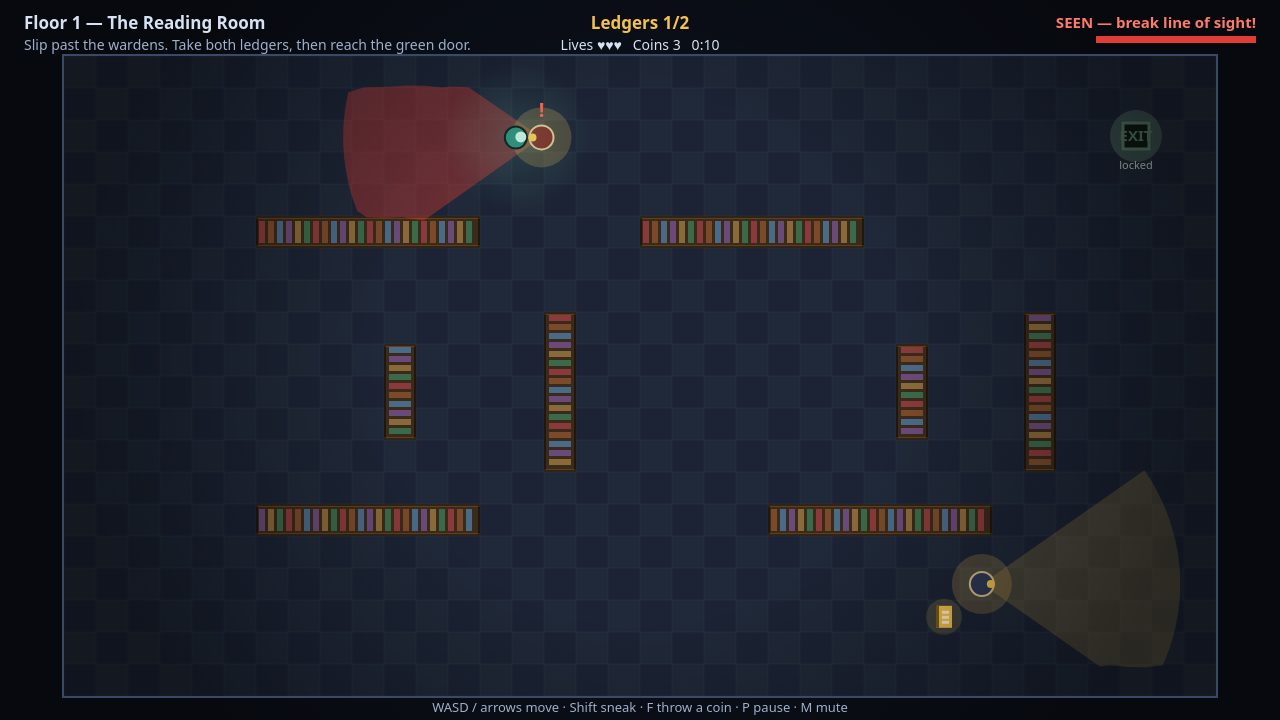 Floor 1 — The Reading Room
Ledgers 1/2
SEEN — break line of sight!
Slip past the wardens. Take both ledgers, then reach the green door.
Lives ♥♥♥ Coins 3 0:10
!
EXIT
locked
WASD / arrows move · Shift sneak · F throw a coin · P pause · M mute